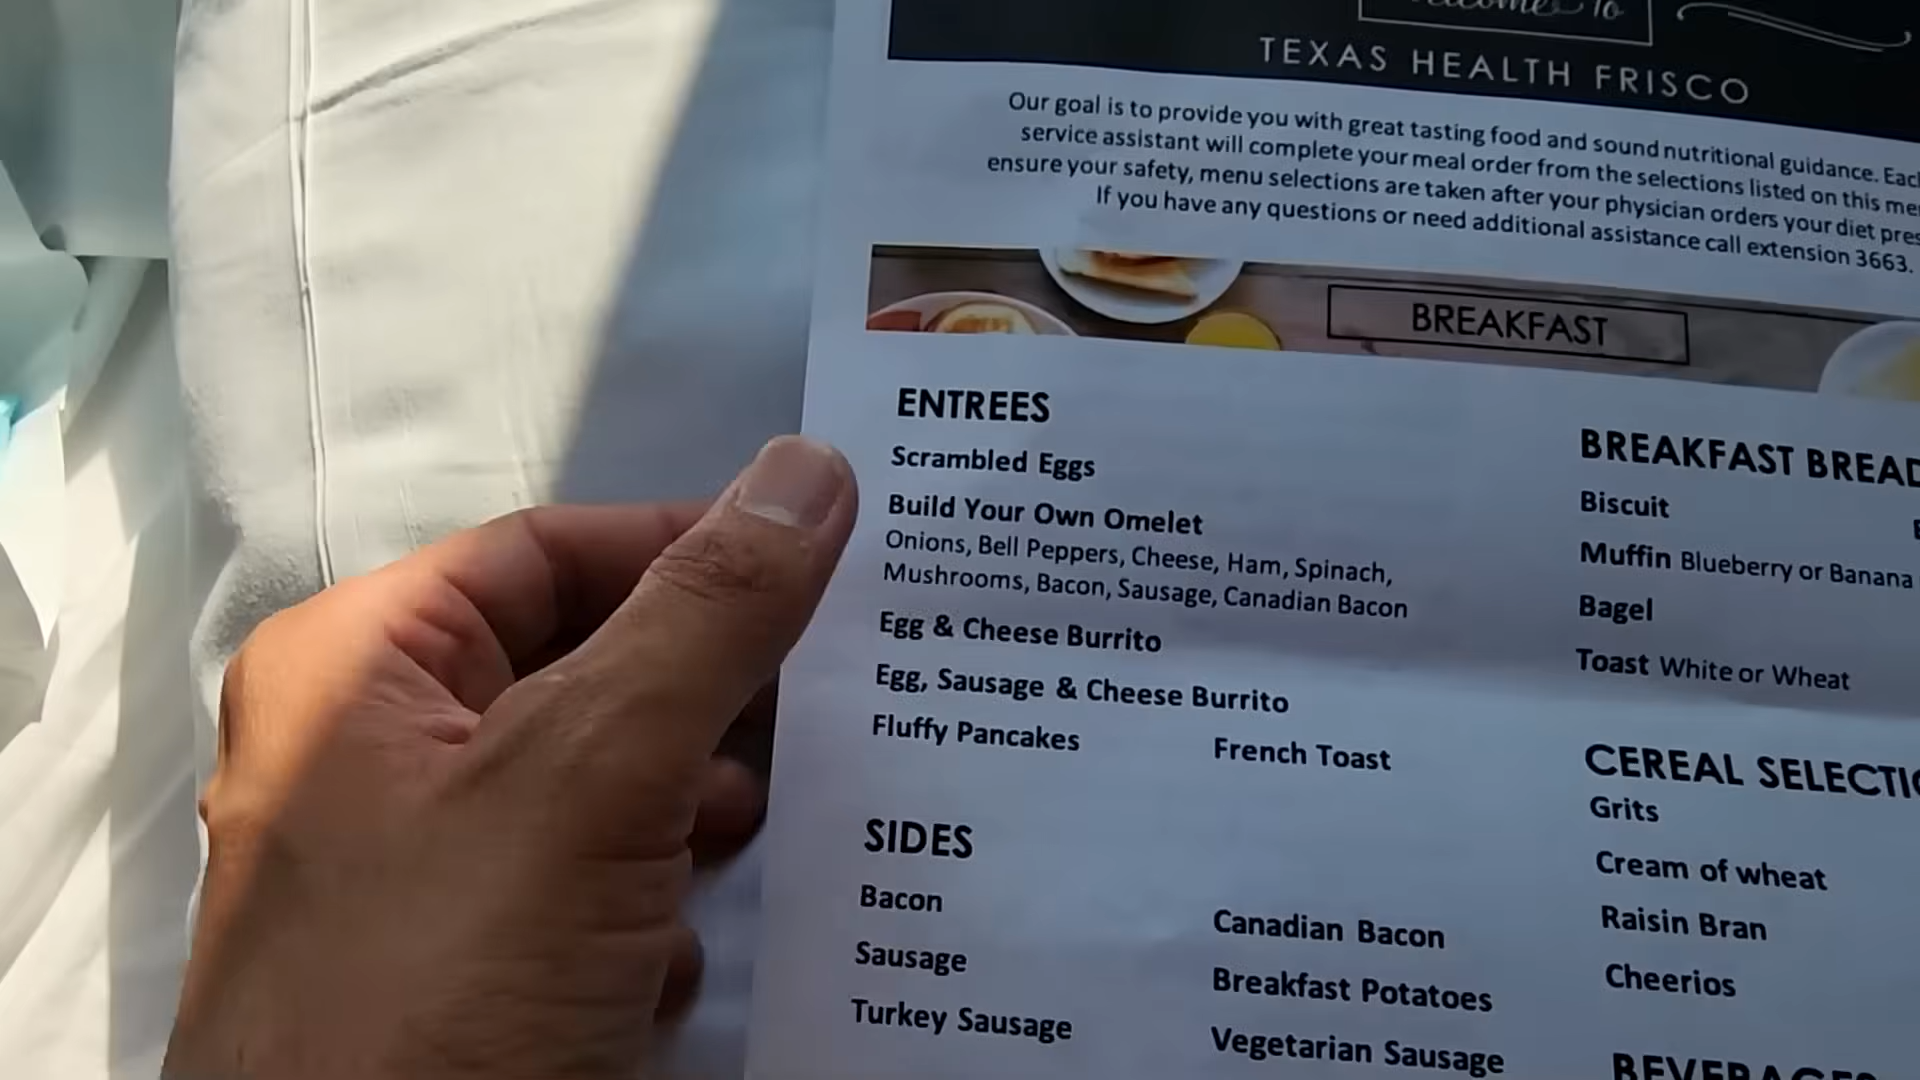 To
TEXAS HEALTH FRISCO
Our goal is to provide you with great tasting food and sound nutritional guidance.
service assistant will complete your meal order from the selections listed on this
ensure your safety, menu selections are taken after your physician orders your diet
If you have any questions or need additional assistance call extension 3663.
BREAKFAST
ENTREES
Scrambled Eggs
Build Your Own Omelet
Onions, Bell Peppers, Cheese, Ham, Spinach,
Mushrooms, Bacon, Sausage, Canadian Bacon
Egg & Cheese Burrito
Egg, Sausage & Cheese Burrito
Fluffy Pancakes French Toast
SIDES
Bacon
Sausage
Turkey Sausage
Canadian Bacon
Breakfast Potatoes
Vegetarian Sausage
BREAKFAST
Biscuit
Muffin Blueberry or Banana
Bagel
Toast White or Wheat
CEREAL
Grits
Cream of wheat
Raisin Bran
Cheerios